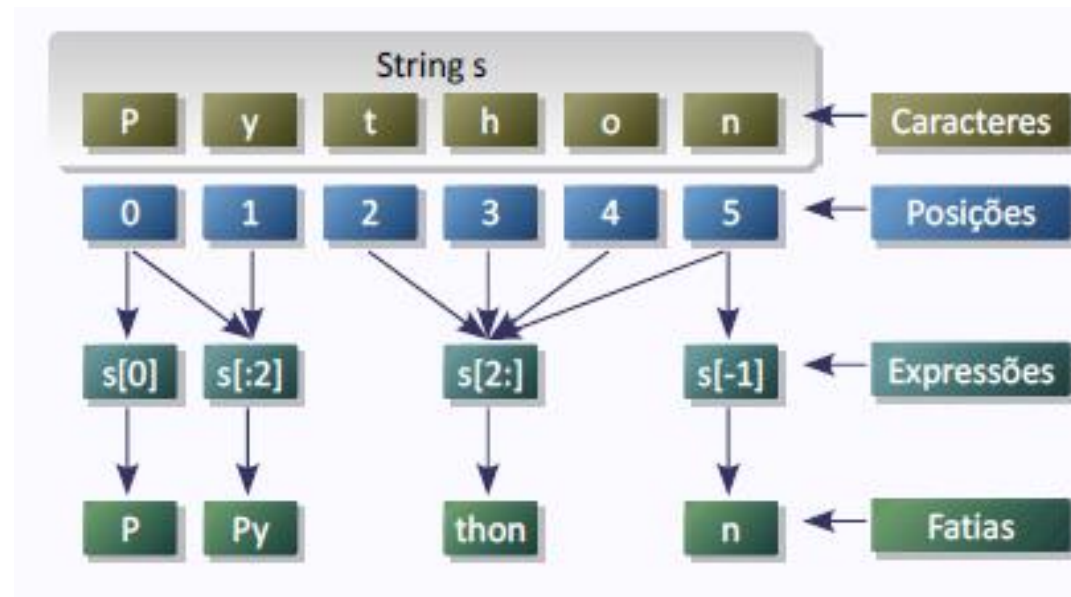 String s
P y t h o n Caracteres
0 1 2 3 4 5 Posições
s[0] s[:2] s[2:] s[-1] Expressões
P Py thon n Fatias